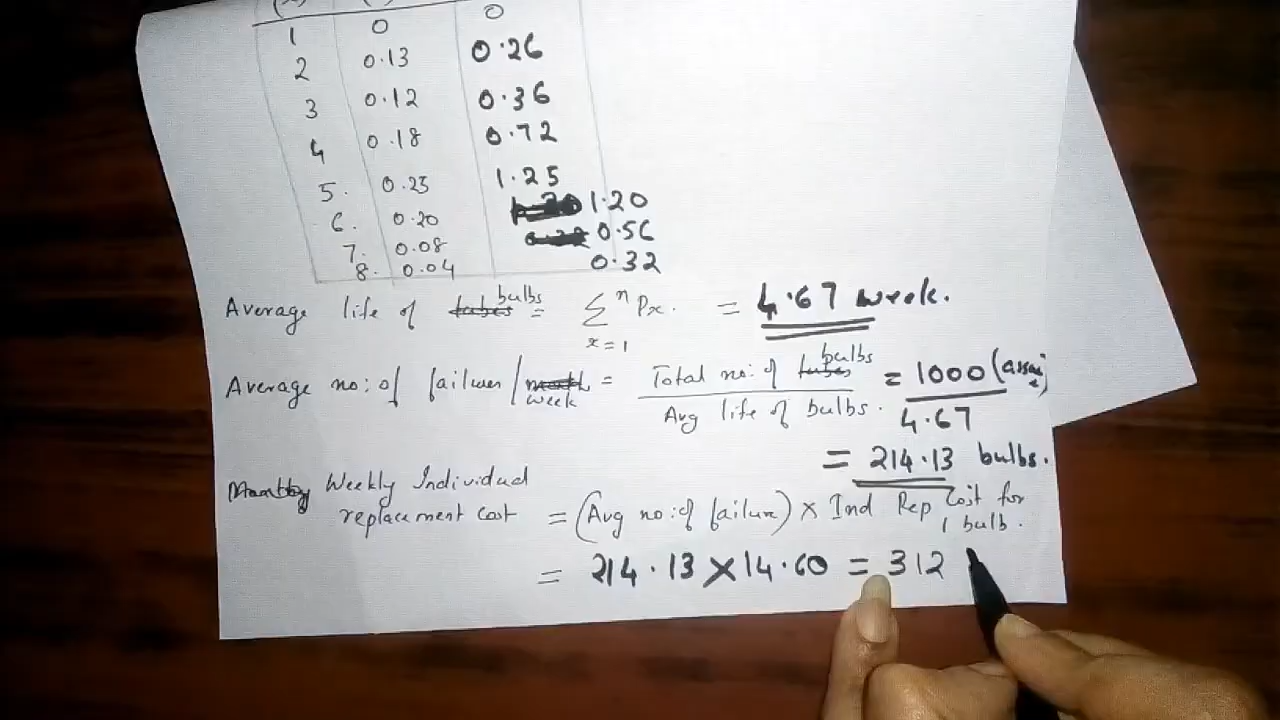 1 0 0
2 0.13 0.26
3 0.12 0.36
4 0.18 0.72
5. 0.25 1.25
6. 0.20 1.20
7. 0.08 0.56
8. 0.04 0.32
Average life of tubes bulbs = ∑ⁿₓ₌₁ Px. = 4.67 week.
Average no: of failures / month week = Total no: of tubes bulbs / Avg life of bulbs. = 1000 (assu / 4.67
= 214.13 bulbs.
Monthly Weekly Individual
replacement cost = (Avg no: of failure) × Ind Rep Cost for 1 bulb.
= 214.13 × 14.60 = 312